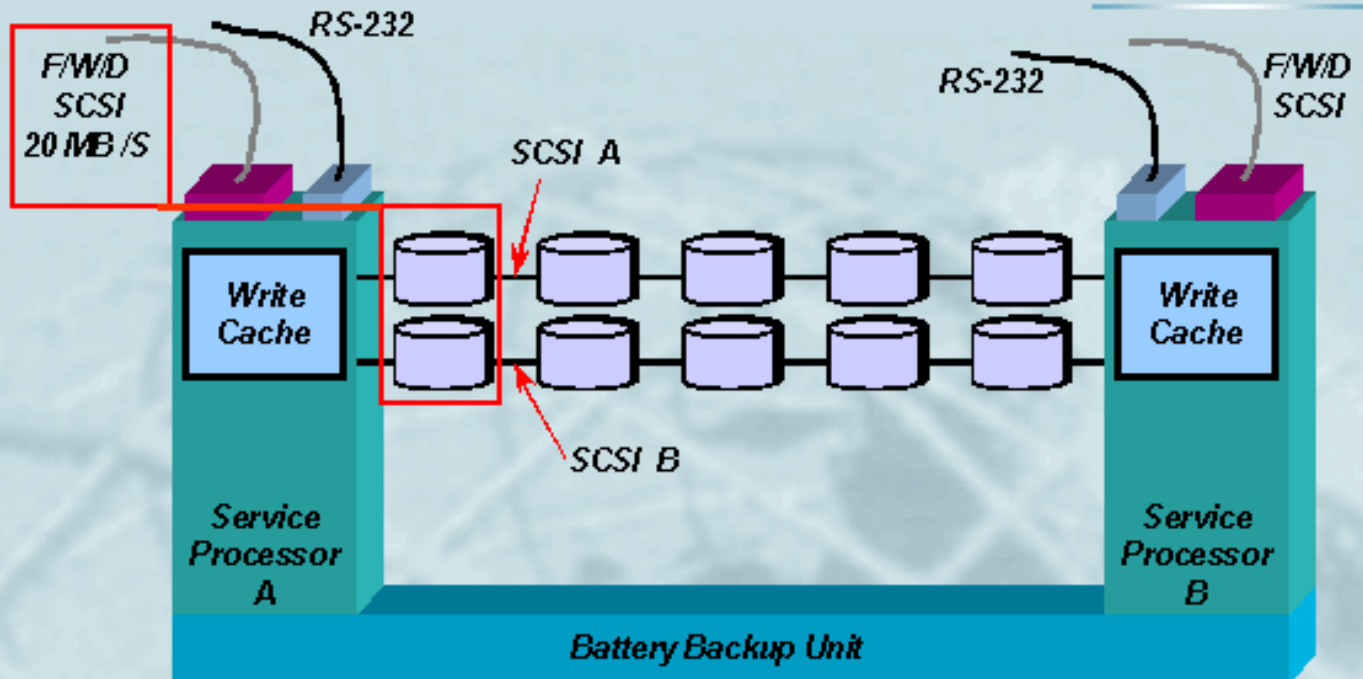 RS-232
F/W/D
SCSI
20 MB /S
RS-232
F/W/D
SCSI
SCSI A
Write
Cache
Write
Cache
SCSI B
Service
Processor
A
Service
Processor
B
Battery Backup Unit